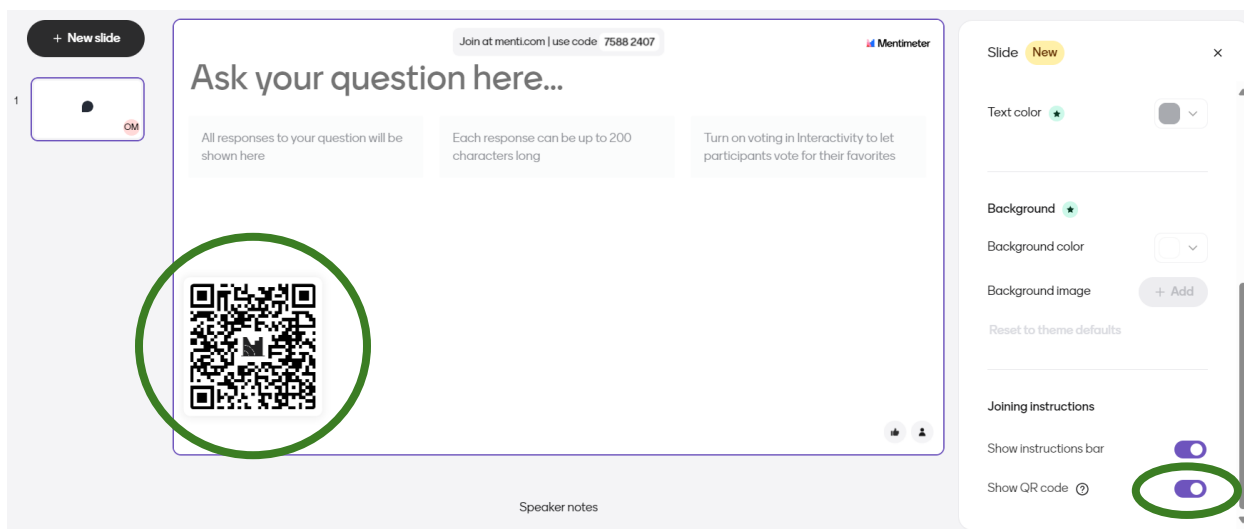 + New slide
1
OM
Join at menti.com | use code 7588 2407
Mentimeter
Ask your question here...
All responses to your question will be
shown here
Each response can be up to 200
characters long
Turn on voting in Interactivity to let
participants vote for their favorites
Speaker notes
Slide New
Text color
Background
Background color
Background image
+ Add
Reset to theme defaults
Joining instructions
Show instructions bar
Show QR code